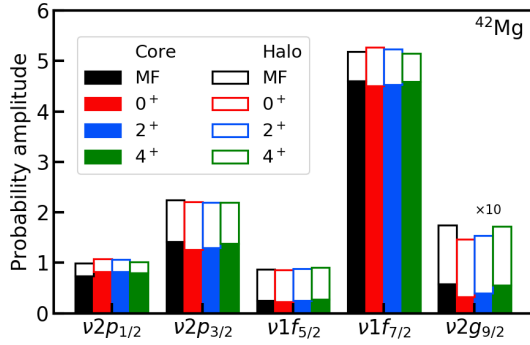 ⁴²Mg
Probability amplitude
6
5
4
3
2
1
0
Core Halo
MF MF
0⁺ 0⁺
2⁺ 2⁺
4⁺ 4⁺
×10
ν2p₁/₂ ν2p₃/₂ ν1f₅/₂ ν1f₇/₂ ν2g₉/₂